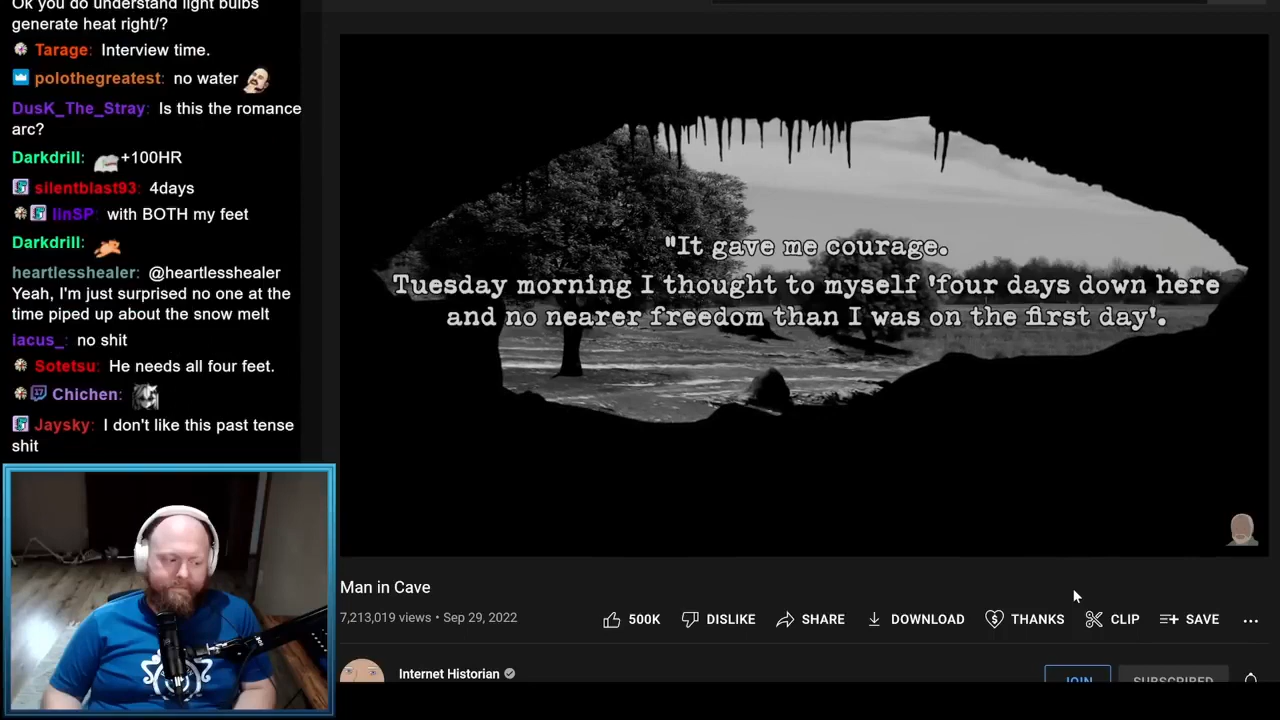 Ok you do understand light bulbs
generate heat right/?
Tarage: Interview time.
polothegreatest: no water
DusK_The_Stray: Is this the romance
arc?
Darkdrill: +100HR
silentblast93: 4days
linSP: with BOTH my feet
Darkdrill:
heartlesshealer: @heartlesshealer
Yeah, I'm just surprised no one at the
time piped up about the snow melt
iacus_: no shit
Sotetsu: He needs all four feet.
Chichen:
Jaysky: I don't like this past tense
shit
"It gave me courage.
Tuesday morning I thought to myself 'four days down here
and no nearer freedom than I was on the first day'.
Man in Cave
7,213,019 views • Sep 29, 2022
500K
DISLIKE
SHARE
DOWNLOAD
THANKS
CLIP
SAVE
Internet Historian
JOIN
SUBSCRIBED